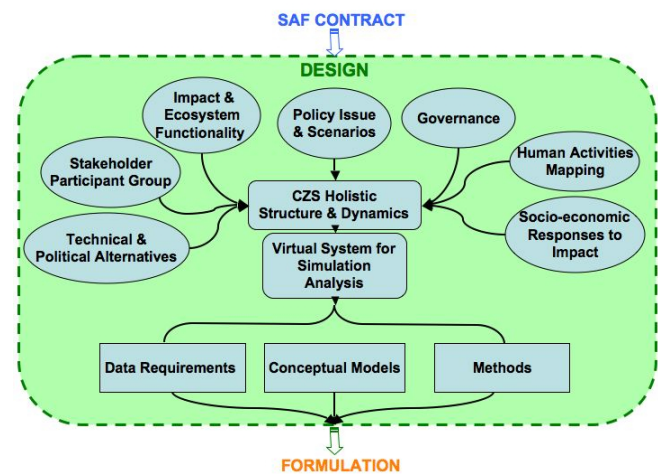 SAF CONTRACT
DESIGN
Impact &
Ecosystem
Functionality
Policy Issue
& Scenarios
Governance
Stakeholder
Participant Group
Human Activities
Mapping
CZS Holistic
Structure & Dynamics
Technical &
Political Alternatives
Socio-economic
Responses to
Impact
Virtual System for
Simulation
Analysis
Data Requirements
Conceptual Models
Methods
FORMULATION